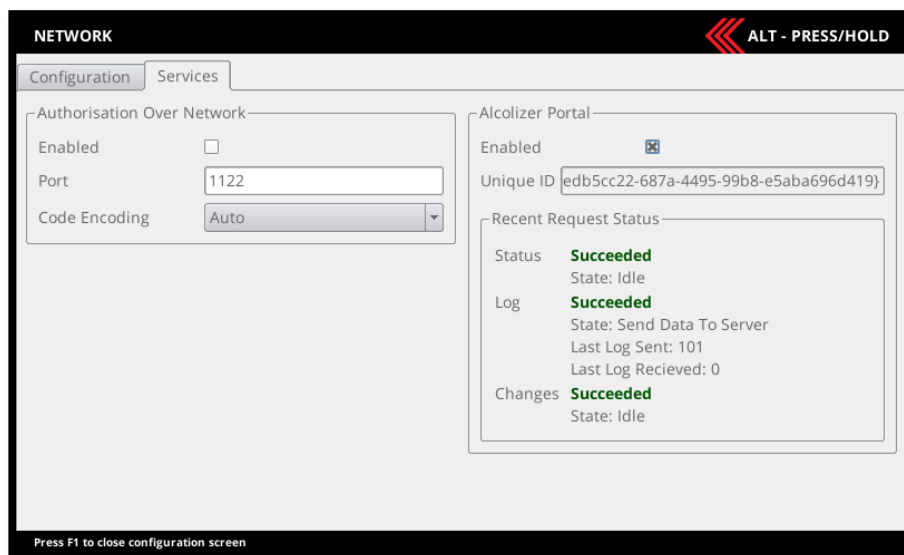 NETWORK
ALT - PRESS/HOLD
Configuration
Services
Authorisation Over Network
Enabled
Port 1122
Code Encoding Auto
Alcolizer Portal
Enabled
Unique ID edb5cc22-687a-4495-99b8-e5aba696d419}
Recent Request Status
Status Succeeded
State: Idle
Log Succeeded
State: Send Data To Server
Last Log Sent: 101
Last Log Recieved: 0
Changes Succeeded
State: Idle
Press F1 to close configuration screen